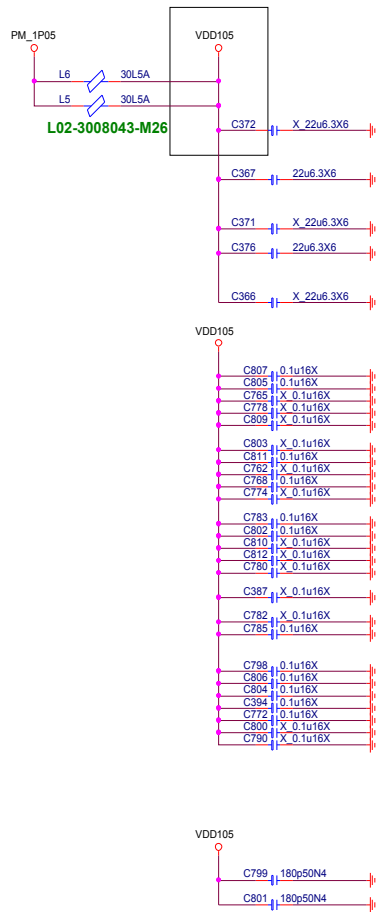 PM_1P05 VDD105
L6 30L5A
L5 30L5A
L02-3008043-M26
C372 X_22u6.3X6
C367 22u6.3X6
C371 X_22u6.3X6
C376 22u6.3X6
C366 X_22u6.3X6
VDD105
C807 0.1u16X
C805 0.1u16X
C765 X_0.1u16X
C778 X_0.1u16X
C809 X_0.1u16X
C803 X_0.1u16X
C811 0.1u16X
C762 X_0.1u16X
C768 0.1u16X
C774 X_0.1u16X
C783 0.1u16X
C802 0.1u16X
C810 X_0.1u16X
C812 X_0.1u16X
C780 X_0.1u16X
C387 X_0.1u16X
C782 X_0.1u16X
C785 0.1u16X
C798 0.1u16X
C806 0.1u16X
C804 0.1u16X
C394 0.1u16X
C772 0.1u16X
C800 X_0.1u16X
C790 X_0.1u16X
VDD105
C799 180p50N4
C801 180p50N4